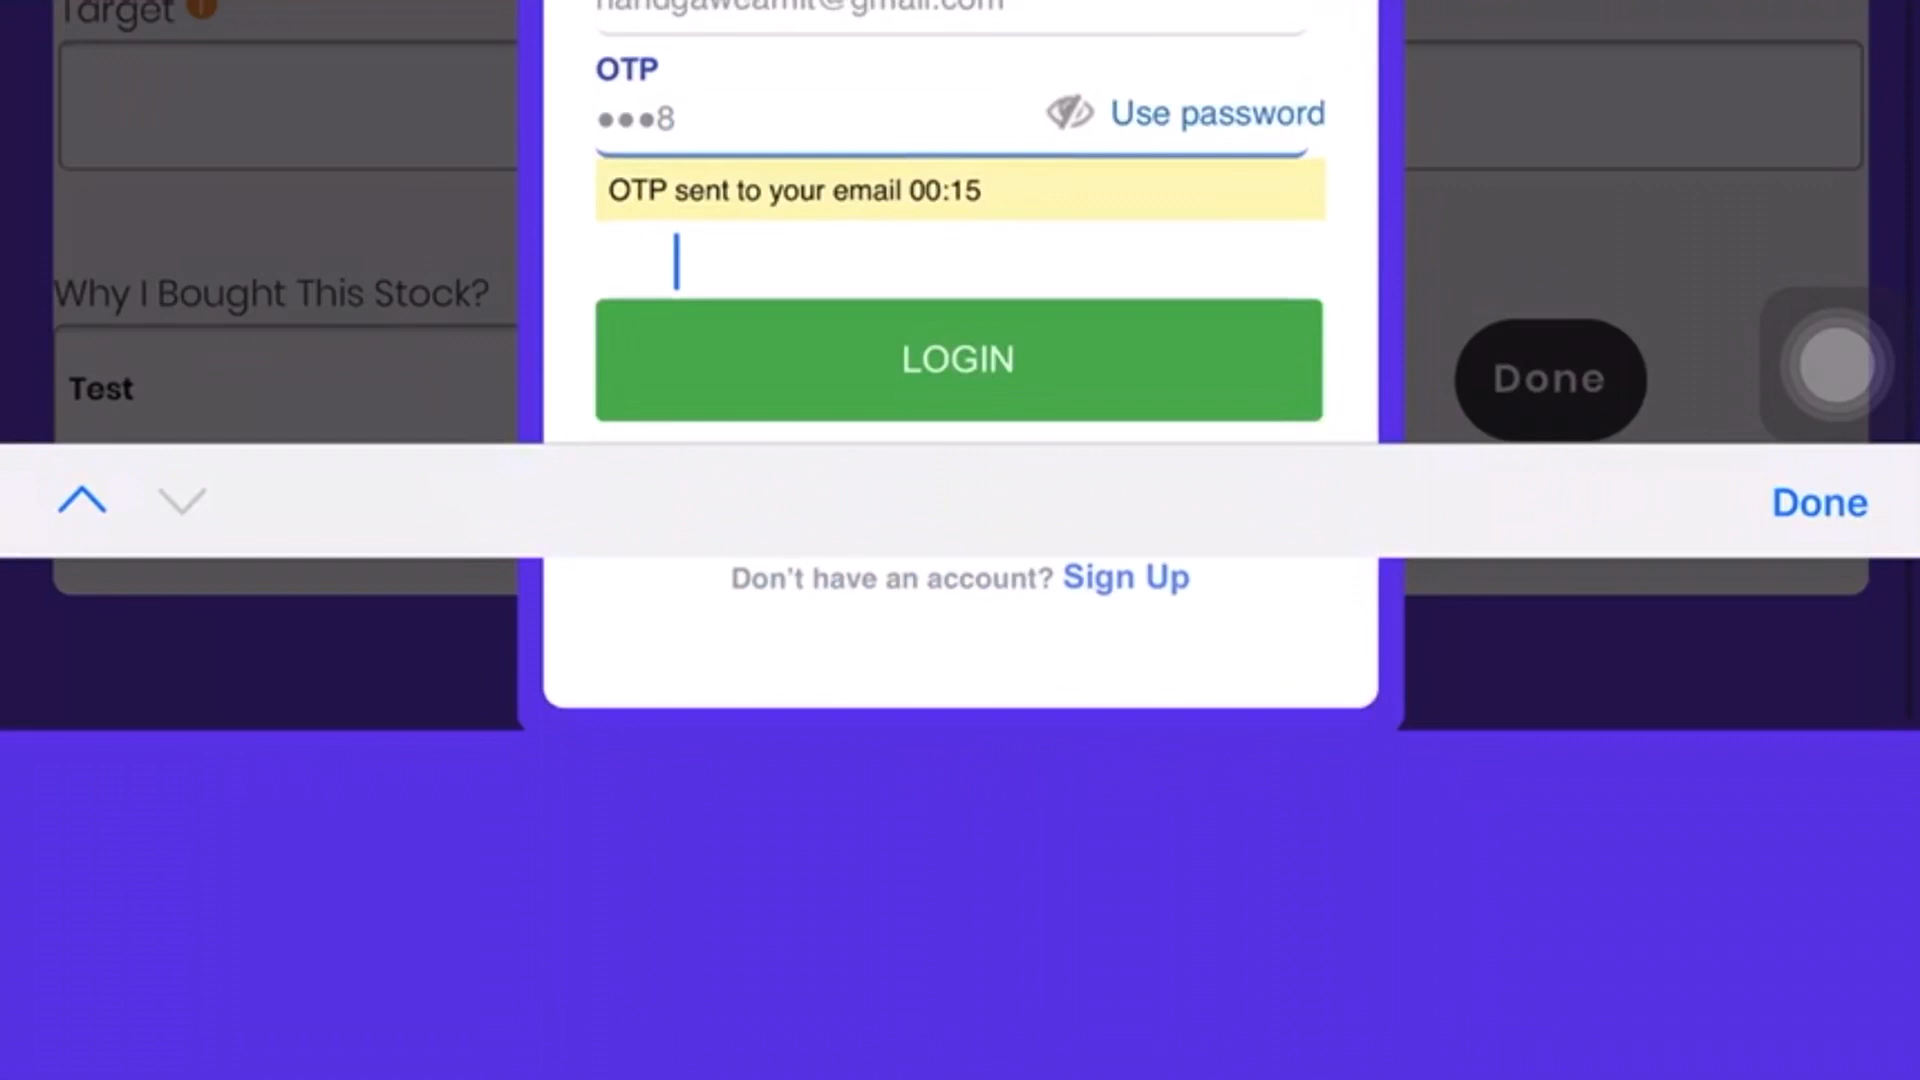 Target
OTP
•••8
Use password
OTP sent to your email 00:15
Why I Bought This Stock?
LOGIN
Test
Done
Done
Don't have an account? Sign Up